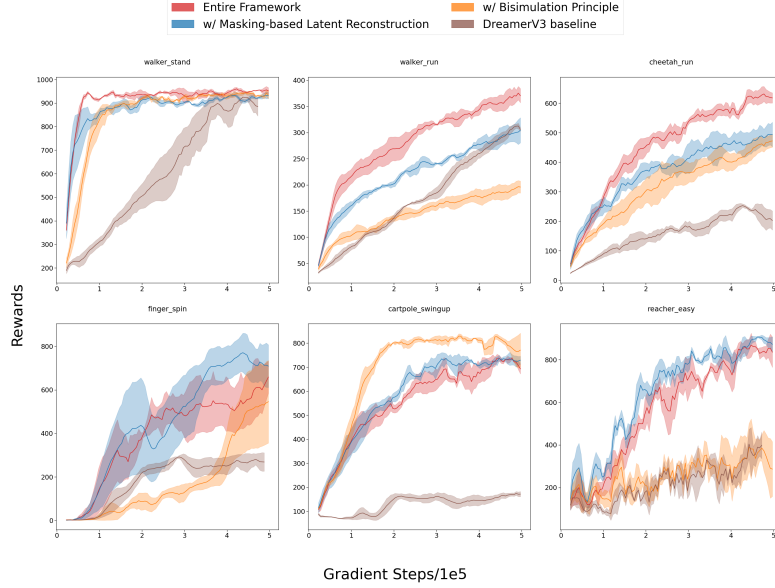 Entire Framework
w/ Bisimulation Principle
w/ Masking-based Latent Reconstruction
DreamerV3 baseline
walker_stand
walker_run
cheetah_run
1000
900
800
700
600
500
400
300
200
0 1 2 3 4 5
400
350
300
250
200
150
100
50
0 1 2 3 4 5
600
500
400
300
200
100
0
0 1 2 3 4 5
finger_spin
cartpole_swingup
reacher_easy
800
600
400
200
0
0 1 2 3 4 5
800
700
600
500
400
300
200
100
0 1 2 3 4 5
800
600
400
200
0 1 2 3 4 5
Rewards
Gradient Steps/1e5